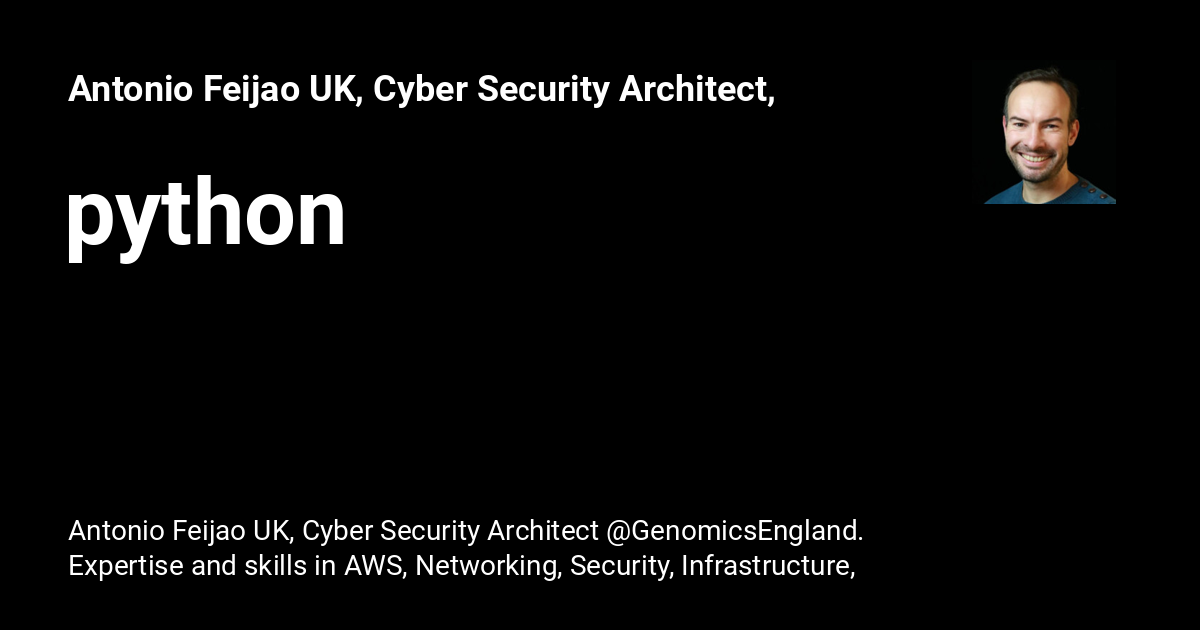 Antonio Feijao UK, Cyber Security Architect,
python
Antonio Feijao UK, Cyber Security Architect @GenomicsEngland.
Expertise and skills in AWS, Networking, Security, Infrastructure,